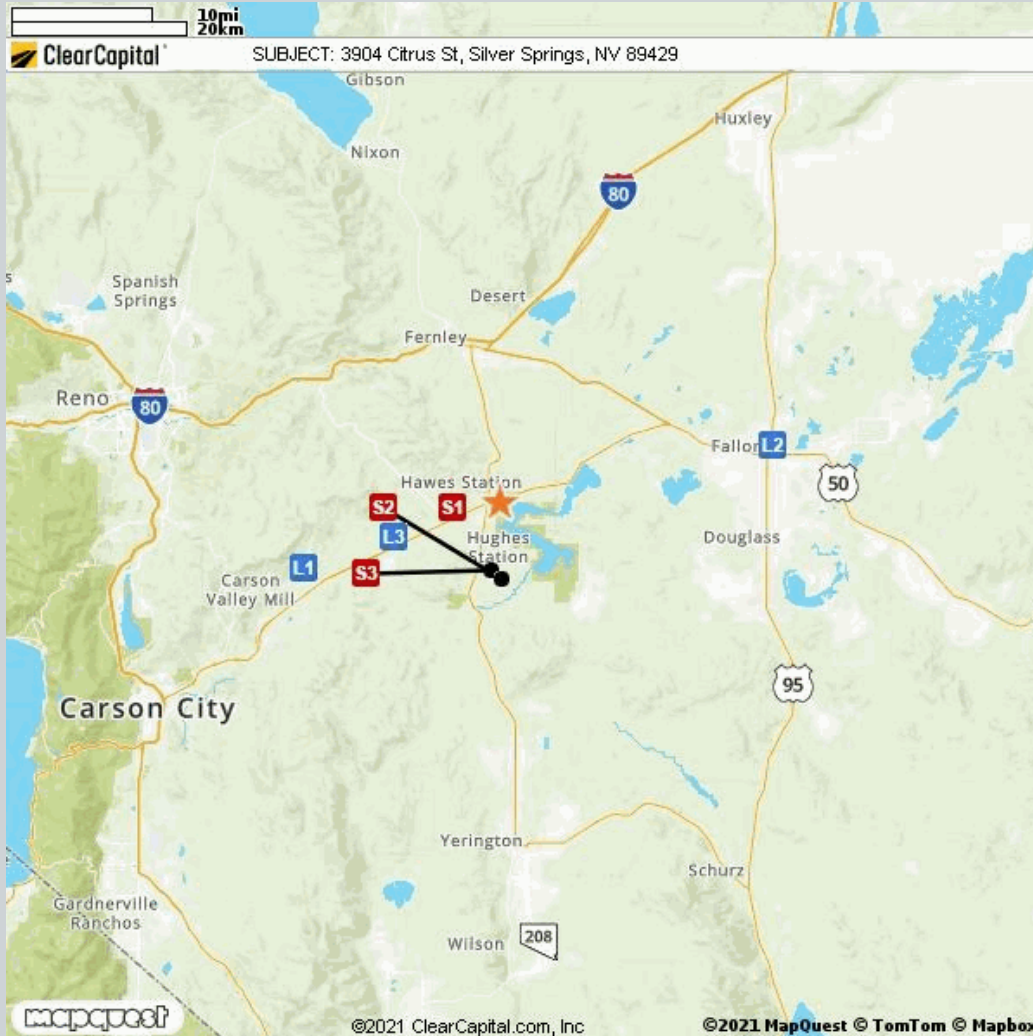 10mi
20km
ClearCapital
SUBJECT: 3904 Citrus St, Silver Springs, NV 89429
Gibson
Huxley
Nixon
80
Spanish
Springs
Desert
Fernley
Reno
80
Fallon
L2
50
Hawes Station
S2
S1
L3
Hughes
Station
Douglass
L1
S3
Carson
Valley Mill
95
Carson City
Yerington
Schurz
Gardnerville
Ranchos
Wilson
208
mapquest
©2021 ClearCapital.com, Inc
©2021 MapQuest © TomTom © Mapbox